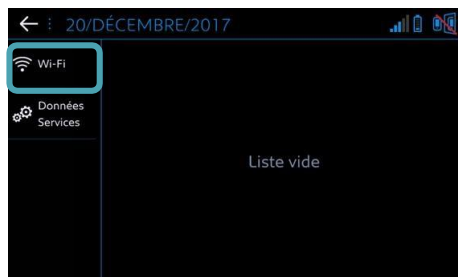 20/DÉCEMBRE/2017
Wi-Fi
Données
Services
Liste vide